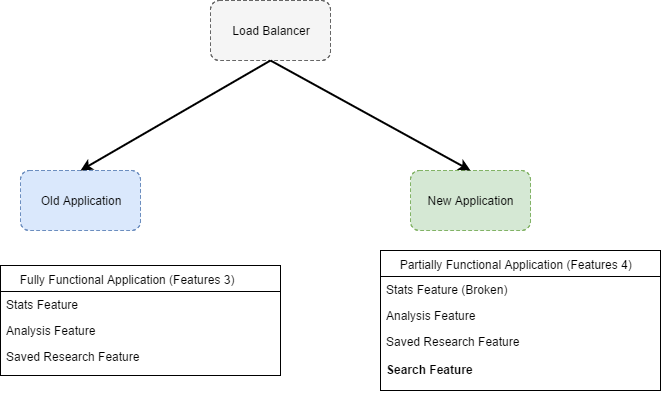 Load Balancer
Old Application
New Application
Fully Functional Application (Features 3)
Stats Feature
Analysis Feature
Saved Research Feature
Partially Functional Application (Features 4)
Stats Feature (Broken)
Analysis Feature
Saved Research Feature
Search Feature